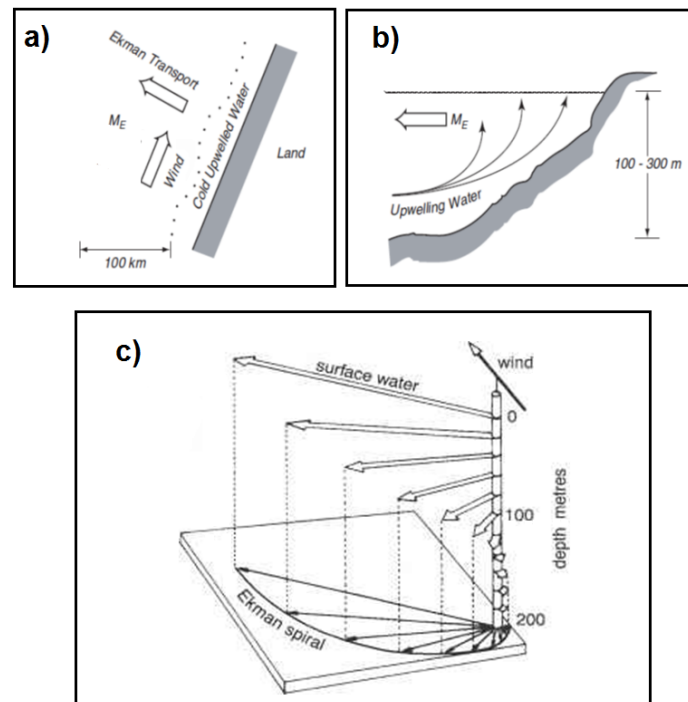 a)
Ekman Transport
M_E
Wind
Cold Upwelled Water
Land
100 km
b)
M_E
100 - 300 m
Upwelling Water
c)
wind
surface water
0
100
depth metres
200
Ekman spiral